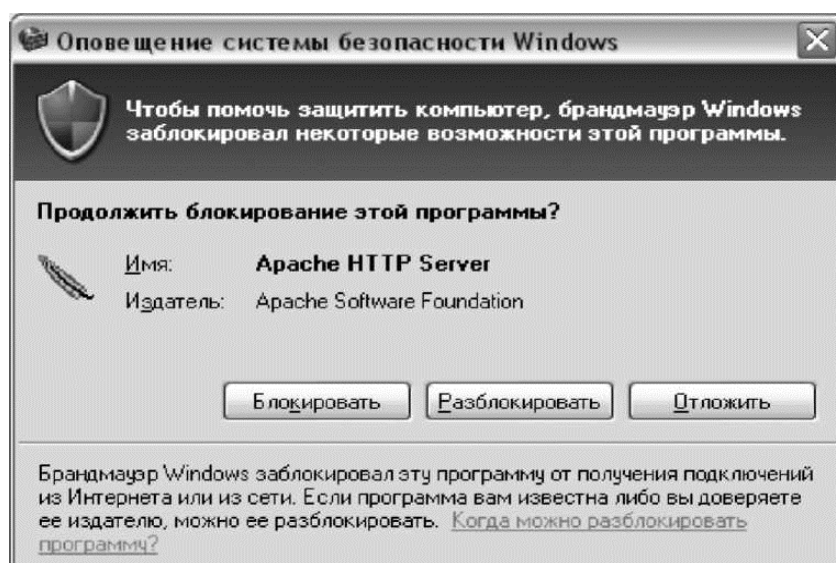 Оповещение системы безопасности Windows
Чтобы помочь защитить компьютер, брандмауэр Windows
заблокировал некоторые возможности этой программы.
Продолжить блокирование этой программы?
Имя: Apache HTTP Server
Издатель: Apache Software Foundation
Блокировать Разблокировать Отложить
Брандмауэр Windows заблокировал эту программу от получения подключений
из Интернета или из сети. Если программа вам известна либо вы доверяете
ее издателю, можно ее разблокировать. Когда можно разблокировать
программу?